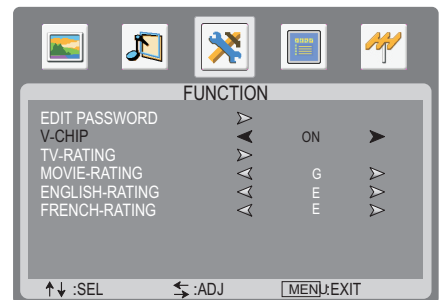 FUNCTION
EDIT PASSWORD
V-CHIP ON
TV-RATING
MOVIE-RATING G
ENGLISH-RATING E
FRENCH-RATING E
:SEL :ADJ MENU:EXIT